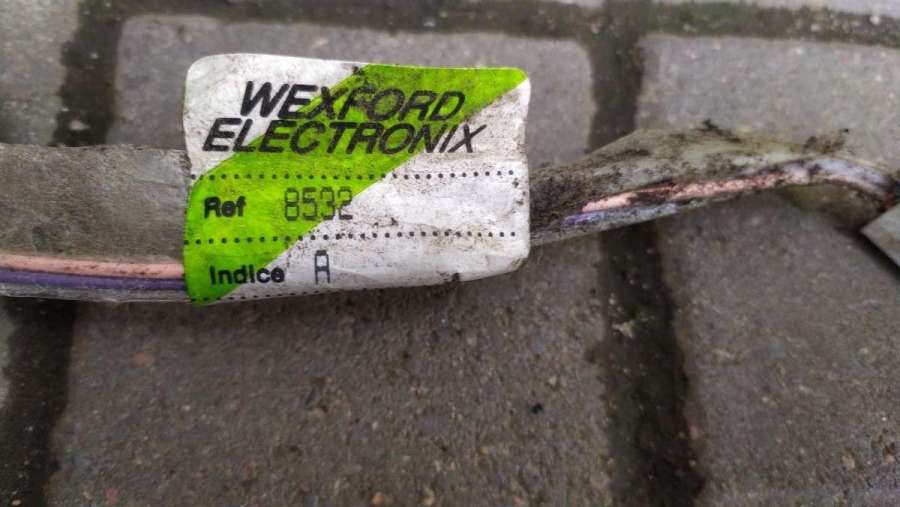 WEXFORD
ELECTRONIX
Ref 8532
Indice A